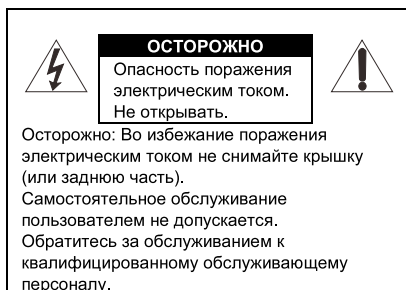 ОСТОРОЖНО
Опасность поражения
электрическим током.
Не открывать.
Осторожно: Во избежание поражения
электрическим током не снимайте крышку
(или заднюю часть).
Самостоятельное обслуживание
пользователем не допускается.
Обратитесь за обслуживанием к
квалифицированному обслуживающему
персоналу.